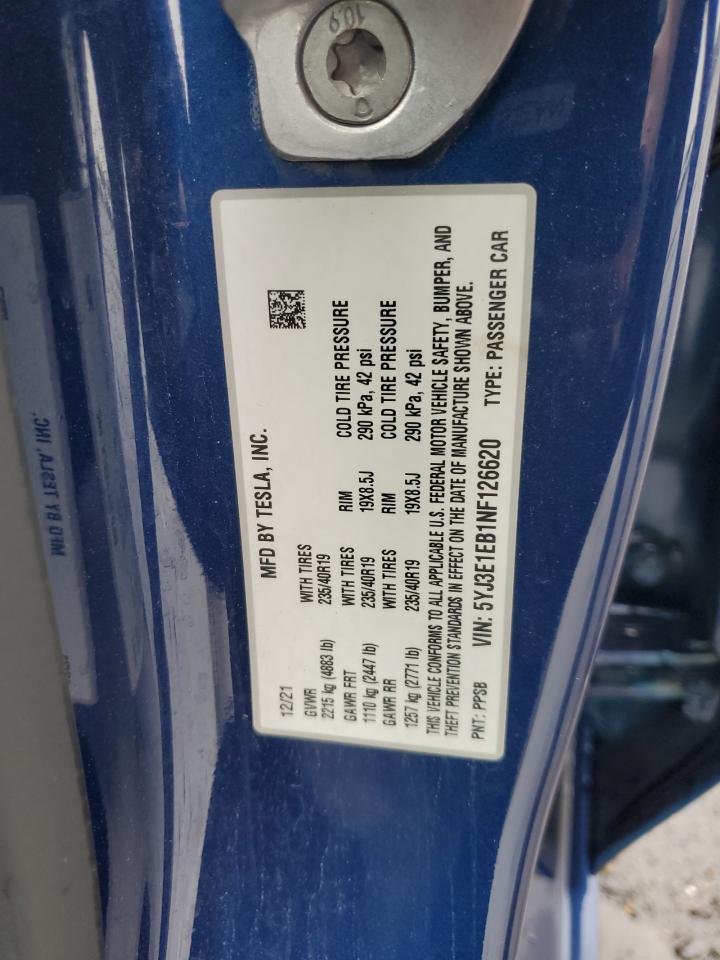 10.9
MFD BY TESLA, INC.
12/21
GVWR WITH TIRES
2215 kg (4883 lb) 235/40R19
GAWR FRT WITH TIRES RIM COLD TIRE PRESSURE
1110 kg (2447 lb) 235/40R19 19X8.5J 290 kPa, 42 psi
GAWR RR WITH TIRES RIM COLD TIRE PRESSURE
1257 kg (2771 lb) 235/40R19 19X8.5J 290 kPa, 42 psi
THIS VEHICLE CONFORMS TO ALL APPLICABLE U.S. FEDERAL MOTOR VEHICLE SAFETY, BUMPER, AND
THEFT PREVENTION STANDARDS IN EFFECT ON THE DATE OF MANUFACTURE SHOWN ABOVE.
PNT: PPSB VIN: 5YJ3E1EB1NF126620 TYPE: PASSENGER CAR
MFD BY TESLA, INC.